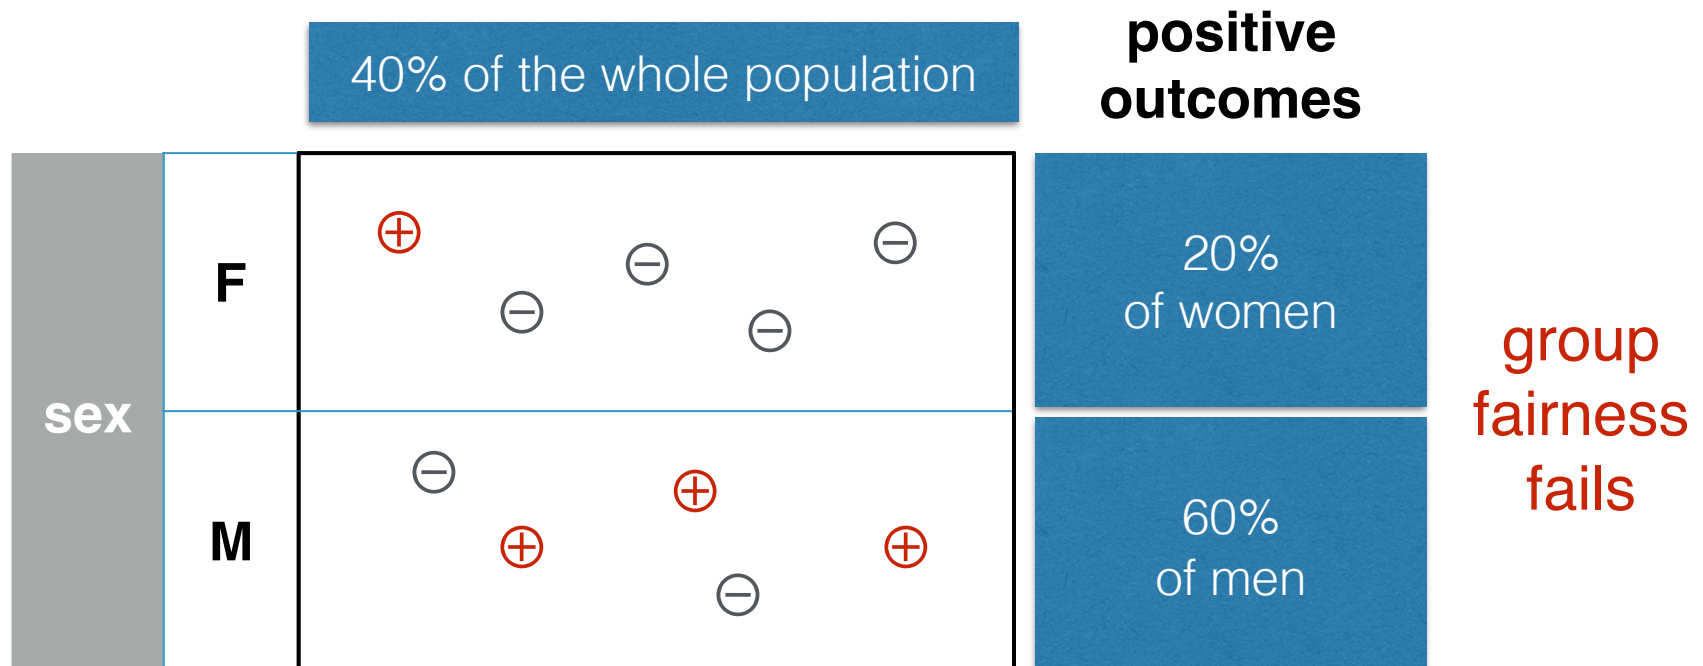 40% of the whole population
positive
outcomes
sex
F
20%
of women
M
60%
of men
group
fairness
fails